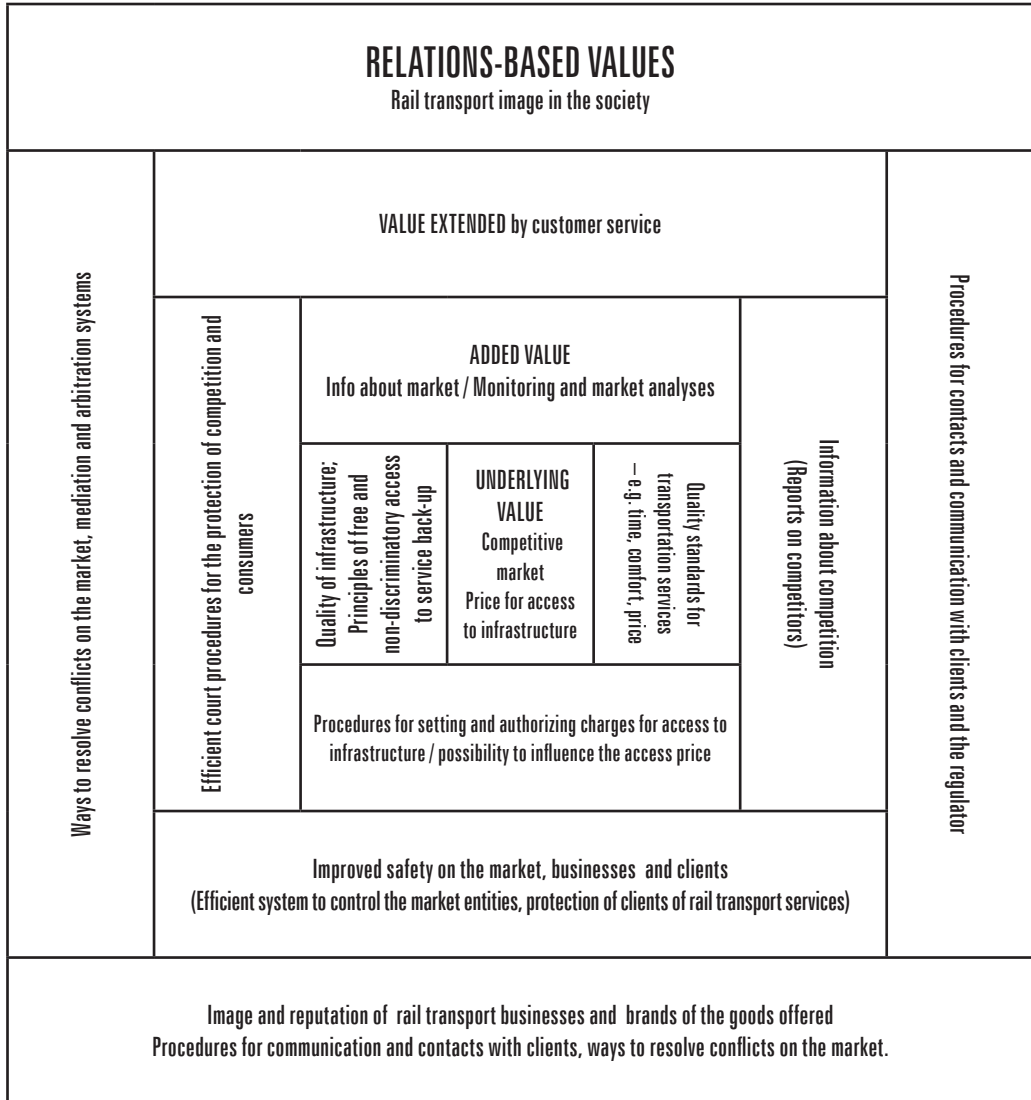 RELATIONS-BASED VALUES
Rail transport image in the society
Ways to resolve conflicts on the market, mediation and arbitration systems
VALUE EXTENDED by customer service
Efficient court procedures for the protection of competition and
consumers
ADDED VALUE
Info about market / Monitoring and market analyses
Quality of infrastructure;
Principles of free and
non-discriminatory access
to service back-up
UNDERLYING
VALUE
Competitive
market
Price for access
to infrastructure
Quality standards for
transportation services
– e.g. time, comfort, price
Procedures for setting and authorizing charges for access to
infrastructure / possibility to influence the access price
Information about competition
(Reports on competitors)
Procedures for contacts and communication with clients and the regulator
Improved safety on the market, businesses and clients
(Efficient system to control the market entities, protection of clients of rail transport services)
Image and reputation of rail transport businesses and brands of the goods offered
Procedures for communication and contacts with clients, ways to resolve conflicts on the market.